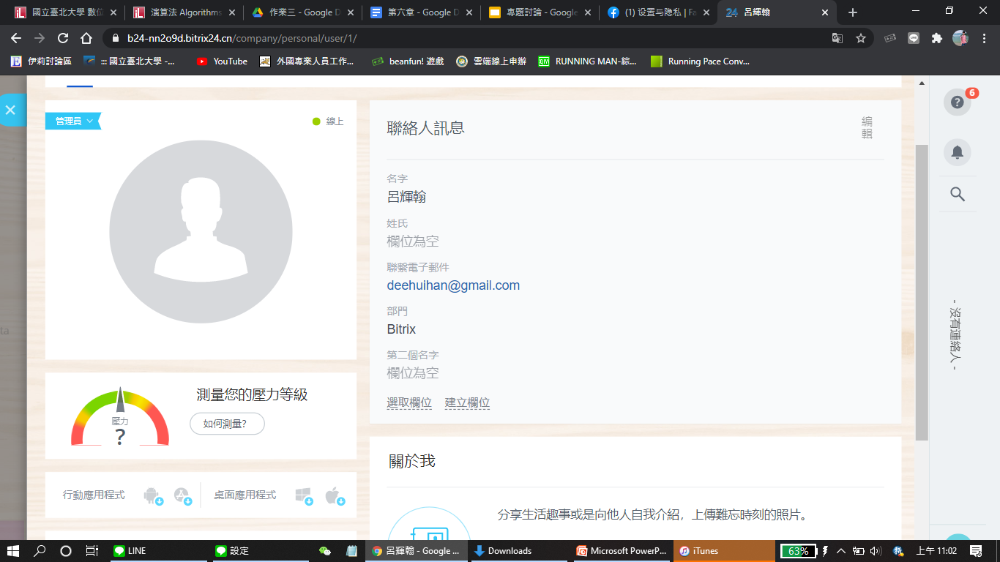 國立臺北大學 數位
演算法 Algorithms
作業三 - Google D
第六章 - Google D
專題討論 - Google
(1) 设置与隐私 | Fa
24 呂輝翰
b24-nn2o9d.bitrix24.cn/company/personal/user/1/
伊莉討論區
::: 國立臺北大學 -...
YouTube
外國專業人員工作...
beanfun! 遊戲
雲端線上申辦
RUNNING MAN-綜...
Running Pace Conv...
管理員
線上
聯絡人訊息
編輯
名字
呂輝翰
姓氏
欄位為空
聯繫電子郵件
deehuihan@gmail.com
部門
Bitrix
第二個名字
欄位為空
選取欄位 建立欄位
測量您的壓力等級
壓力
?
如何測量?
行動應用程式
桌面應用程式
關於我
分享生活趣事或是向他人自我介紹，上傳難忘時刻的照片。
?
6
- 沒有連絡人 -
ta
LINE
設定
呂輝翰 - Google ...
Downloads
Microsoft PowerP...
iTunes
63%
上午 11:02